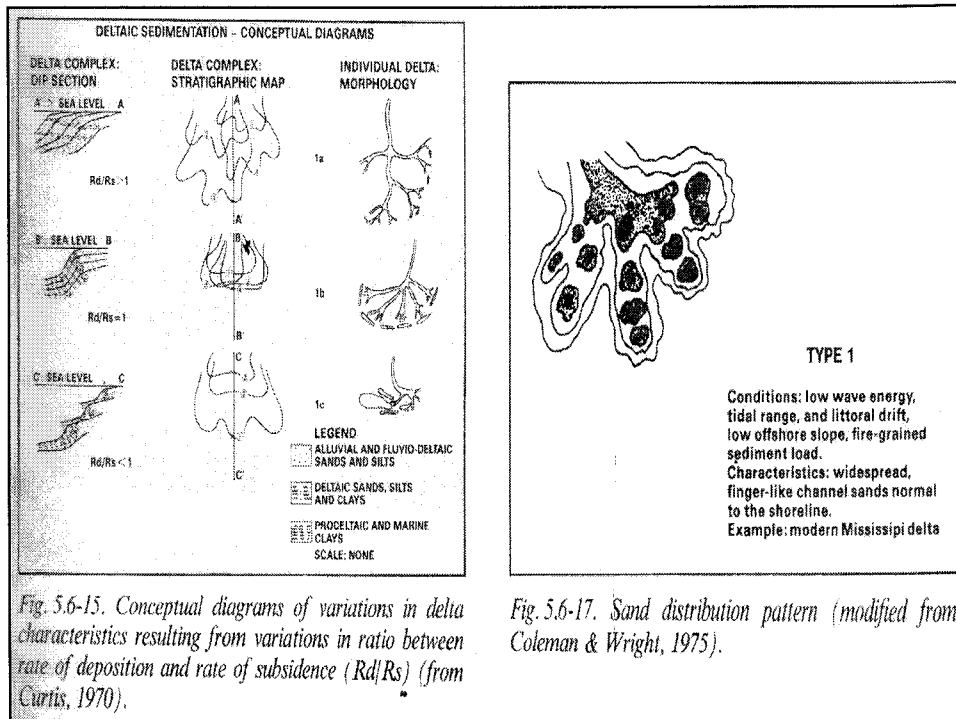 DELTAIC SEDIMENTATION – CONCEPTUAL DIAGRAMS
DELTA COMPLEX:
DIP SECTION
DELTA COMPLEX:
STRATIGRAPHIC MAP
INDIVIDUAL DELTA:
MORPHOLOGY
A' SEA LEVEL A
Rd/Rs>1
A
A'
1a
B' SEA LEVEL B
Rd/Rs=1
B
B'
1b
C' SEA LEVEL C
Rd/Rs<1
C
C'
1c
LEGEND
ALLUVIAL AND FLUVIO-DELTAIC
SANDS AND SILTS
DELTAIC SANDS, SILTS
AND CLAYS
PROCELTAIC AND MARINE
CLAYS
SCALE: NONE
Fig. 5.6-15. Conceptual diagrams of variations in delta
characteristics resulting from variations in ratio between
rate of deposition and rate of subsidence (Rd/Rs) (from
Curtis, 1970).
TYPE 1
Conditions: low wave energy,
tidal range, and littoral drift,
low offshore slope, fire-grained
sediment load.
Characteristics: widespread,
finger-like channel sands normal
to the shoreline.
Example: modern Mississipi delta
Fig. 5.6-17. Sand distribution pattern (modified from
Coleman & Wright, 1975).